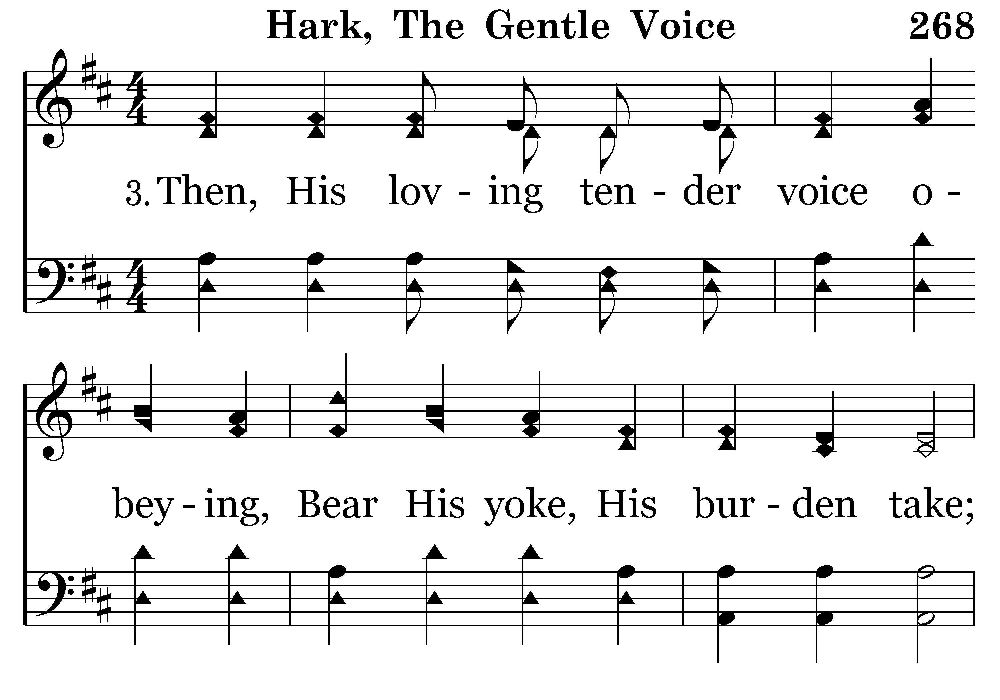 Hark, The Gentle Voice 268
3. Then, His lov - ing ten - der voice o -
bey - ing, Bear His yoke, His bur - den take;